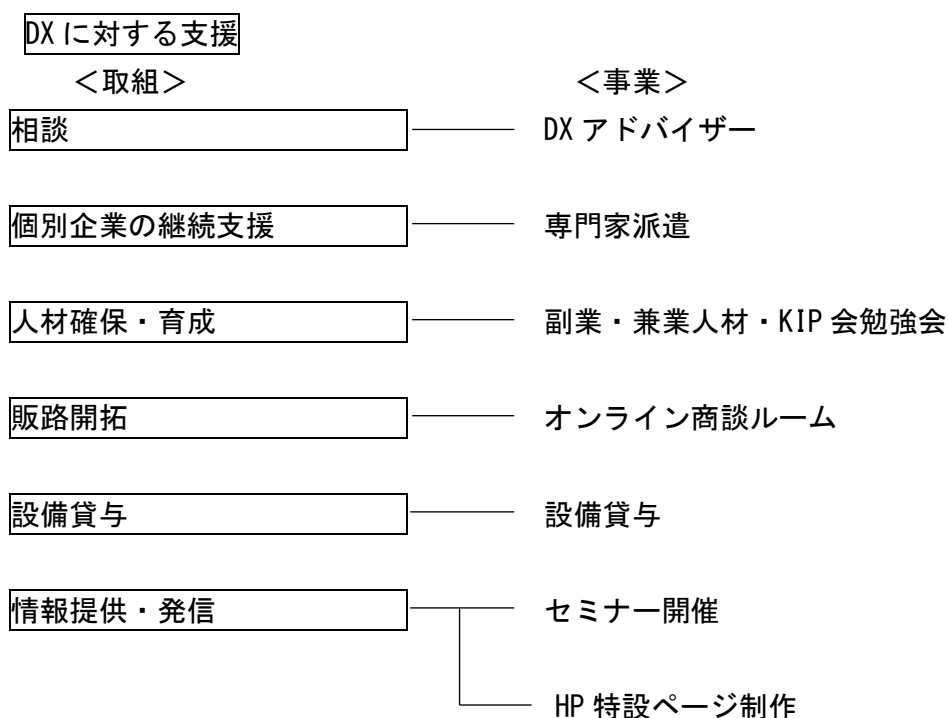 DXに対する支援
＜取組＞ ＜事業＞
相談 DXアドバイザー
個別企業の継続支援 専門家派遣
人材確保・育成 副業・兼業人材・KIP会勉強会
販路開拓 オンライン商談ルーム
設備貸与 設備貸与
情報提供・発信 セミナー開催
HP特設ページ制作